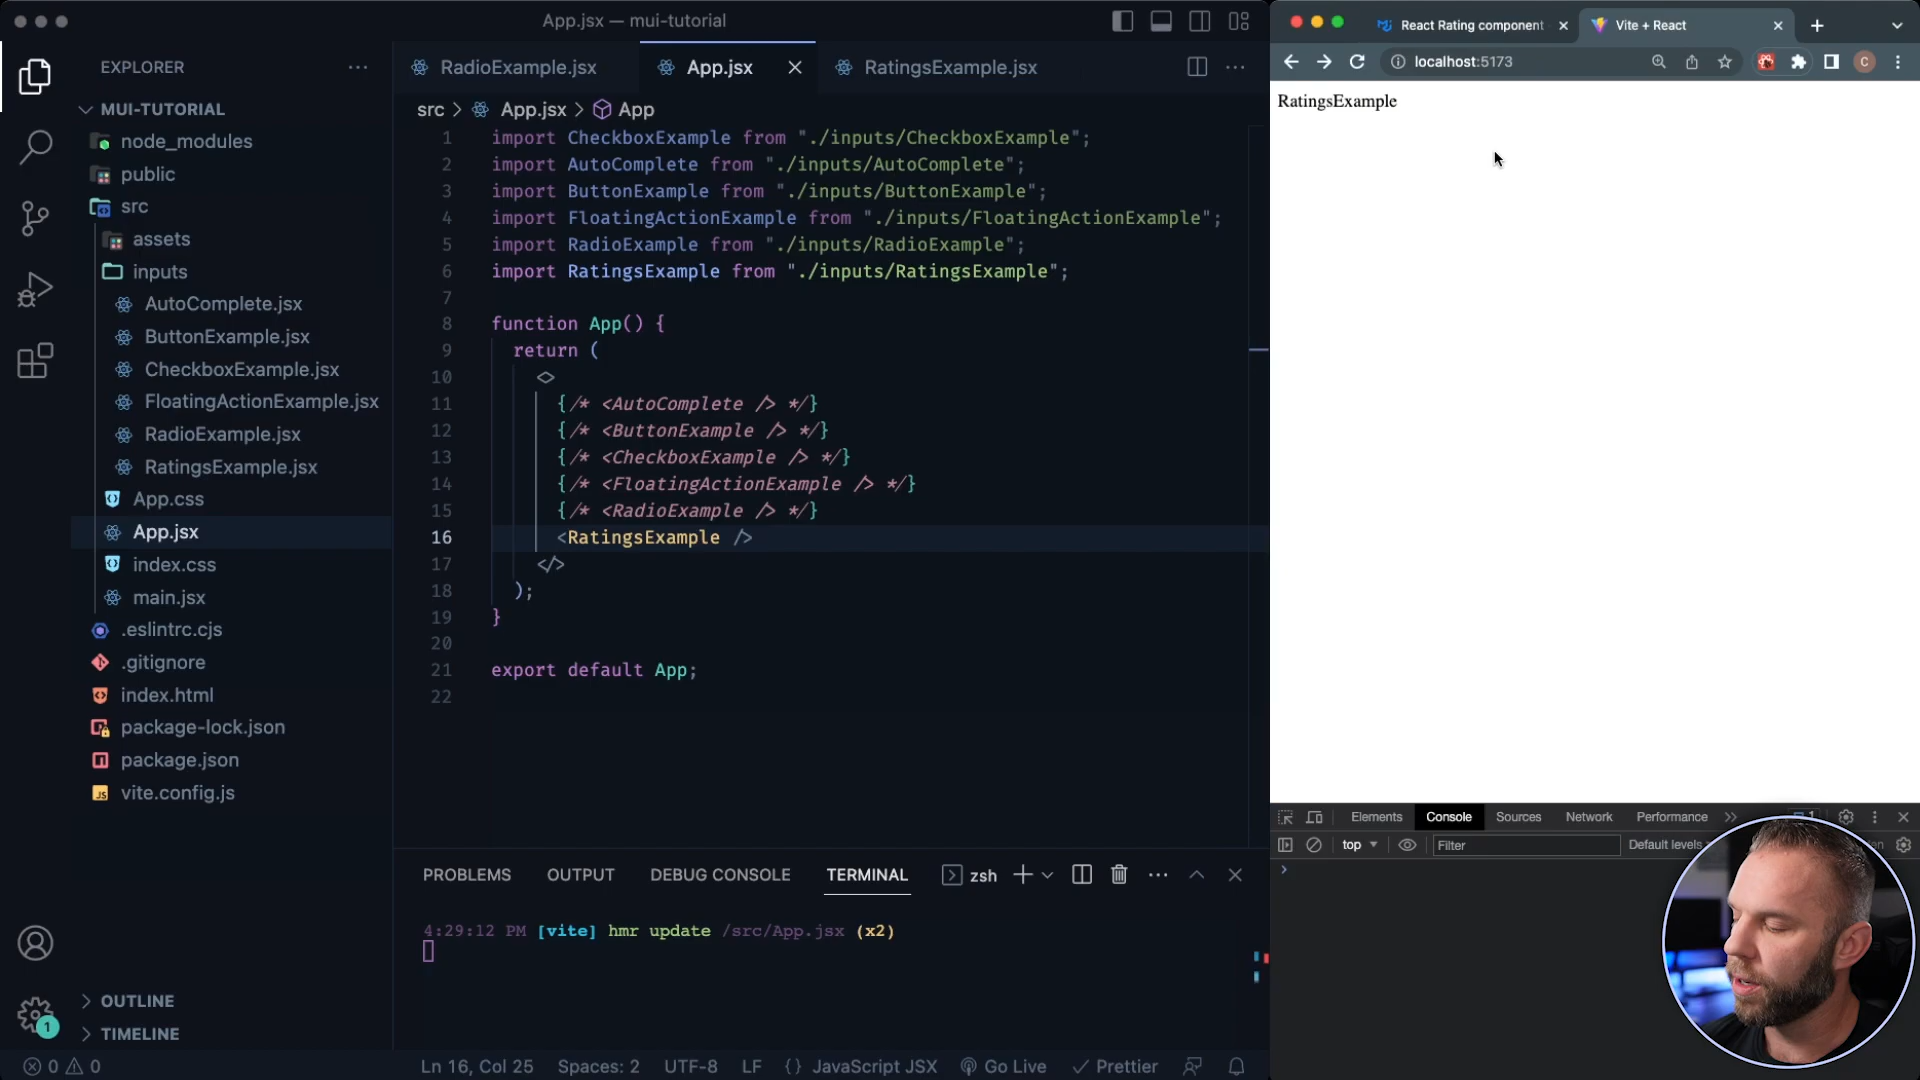 App.jsx — mui-tutorial
EXPLORER
MUI-TUTORIAL
node_modules
public
src
assets
inputs
AutoComplete.jsx
ButtonExample.jsx
CheckboxExample.jsx
FloatingActionExample.jsx
RadioExample.jsx
RatingsExample.jsx
App.css
App.jsx
index.css
main.jsx
.eslintrc.cjs
.gitignore
index.html
package-lock.json
package.json
vite.config.js
OUTLINE
TIMELINE
RadioExample.jsx
App.jsx
RatingsExample.jsx
src > App.jsx > App
1 import CheckboxExample from "./inputs/CheckboxExample";
2 import AutoComplete from "./inputs/AutoComplete";
3 import ButtonExample from "./inputs/ButtonExample";
4 import FloatingActionExample from "./inputs/FloatingActionExample";
5 import RadioExample from "./inputs/RadioExample";
6 import RatingsExample from "./inputs/RatingsExample";
7
8 function App() {
9 return (
10 <>
11 {/* <AutoComplete /> */}
12 {/* <ButtonExample /> */}
13 {/* <CheckboxExample /> */}
14 {/* <FloatingActionExample /> */}
15 {/* <RadioExample /> */}
16 <RatingsExample />
17 </>
18 );
19 }
20
21 export default App;
22
PROBLEMS OUTPUT DEBUG CONSOLE TERMINAL zsh
4:29:12 PM [vite] hmr update /src/App.jsx (x2)
1
0 0 Ln 16, Col 25 Spaces: 2 UTF-8 LF {} JavaScript JSX Go Live Prettier
React Rating component
Vite + React
localhost:5173
C
RatingsExample
Elements Console Sources Network Performance 1
top Filter Default levels